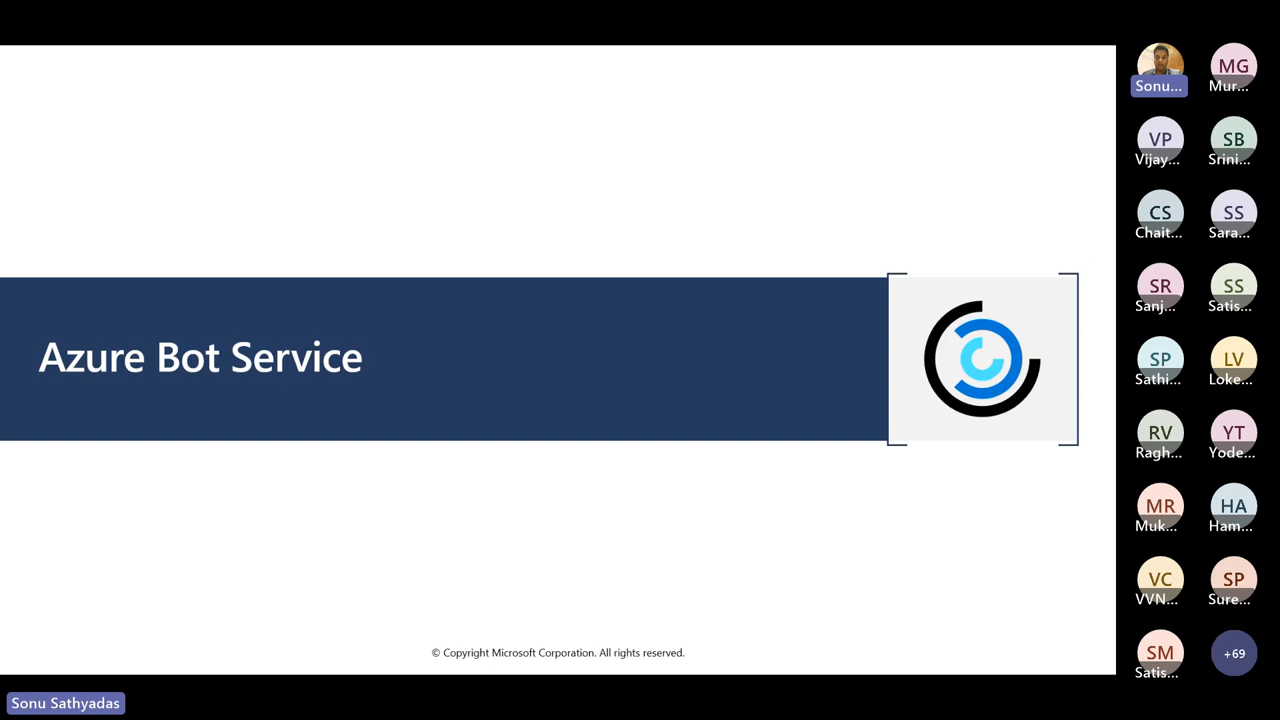 Azure Bot Service
© Copyright Microsoft Corporation. All rights reserved.
Sonu Sathyadas
Sonu...
MG
Mur...
VP
Vijay...
SB
Srini...
CS
Chait...
SS
Sara...
SR
Sanj...
SS
Satis...
SP
Sathi...
LV
Loke...
RV
Ragh...
YT
Yode...
MR
Muk...
HA
Ham...
VC
VVN...
SP
Sure...
SM
Satis...
+69